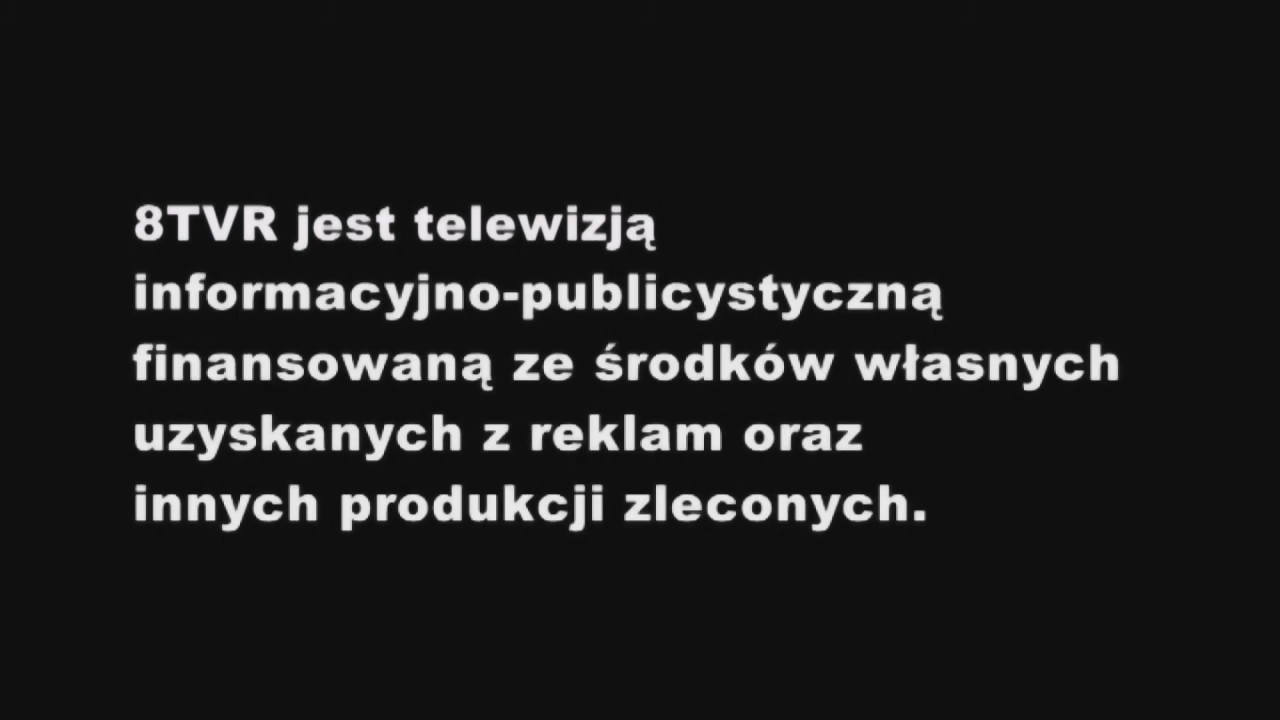 8TVR jest telewizją
informacyjno-publicystyczną
finansowaną ze środków własnych
uzyskanych z reklam oraz
innych produkcji zleconych.